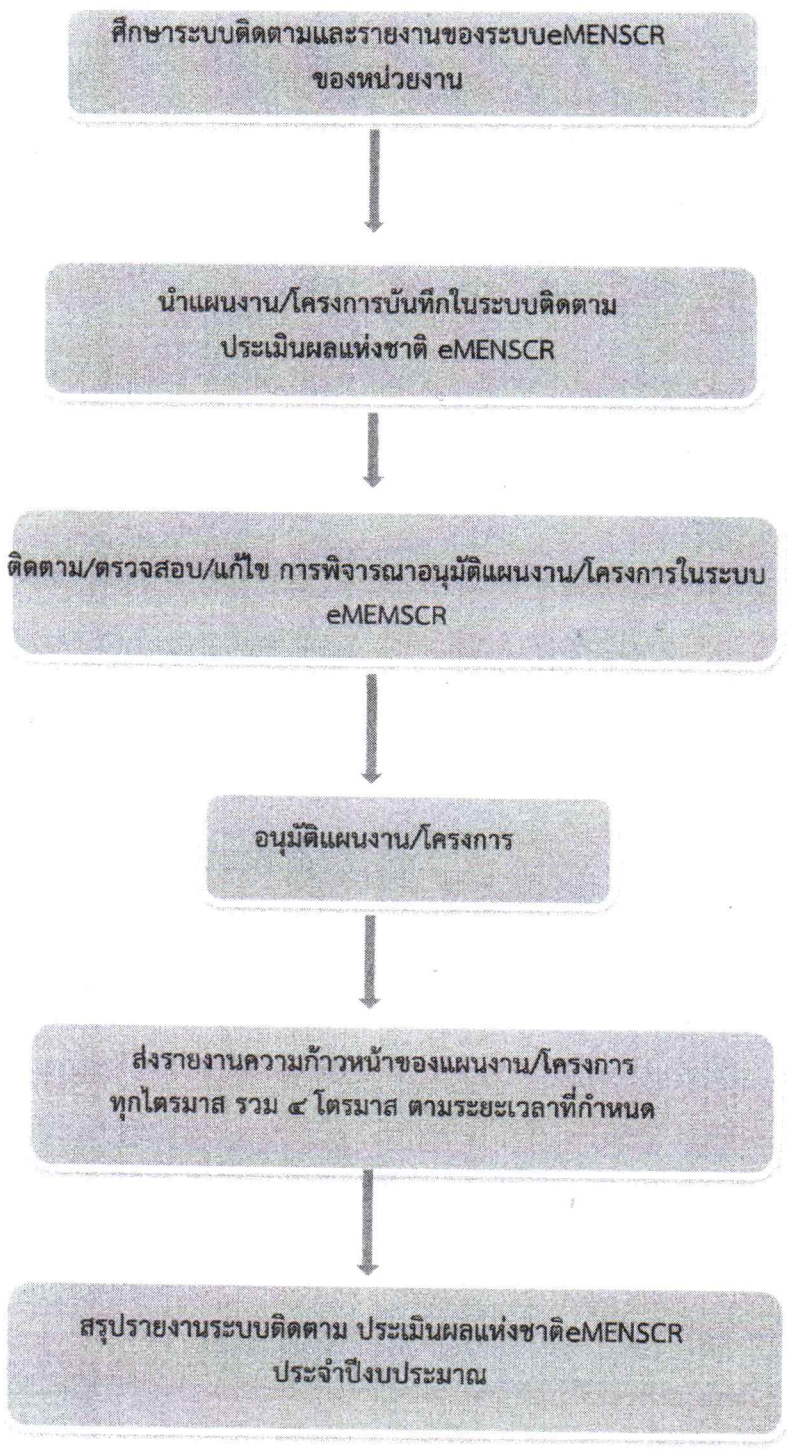 ศึกษาระบบติดตามและรายงานของระบบeMENSCR
ของหน่วยงาน
นำแผนงาน/โครงการบันทึกในระบบติดตาม
ประเมินผลแห่งชาติ eMENSCR
ติดตาม/ตรวจสอบ/แก้ไข การพิจารณาอนุมัติแผนงาน/โครงการในระบบ
eMEMSCR
อนุมัติแผนงาน/โครงการ
ส่งรายงานความก้าวหน้าของแผนงาน/โครงการ
ทุกไตรมาส รวม ๔ โตรมาส ตามระยะเวลาที่กำหนด
สรุปรายงานระบบติดตาม ประเมินผลแห่งชาติeMENSCR
ประจำปีงบประมาณ